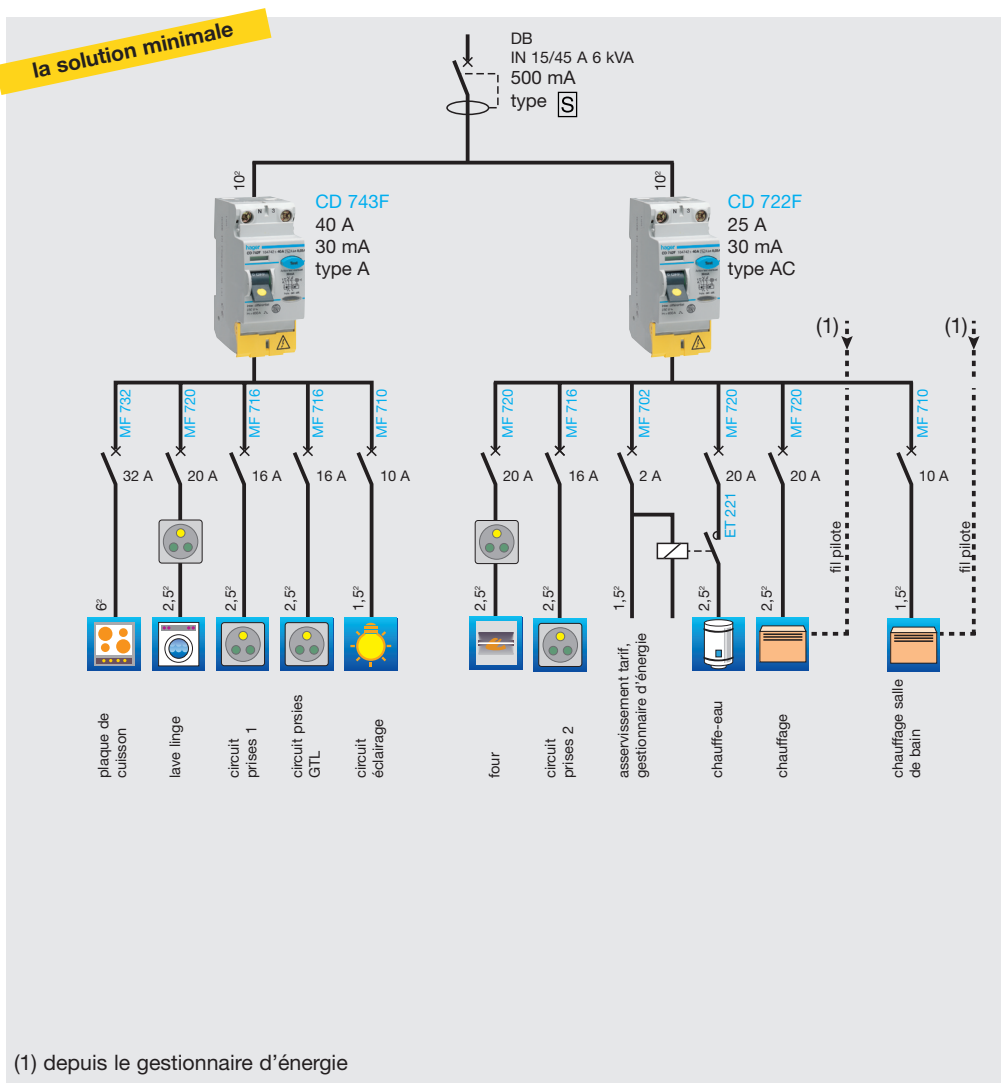 la solution minimale
DB
IN 15/45 A 6 kVA
500 mA
type S
10²
10²
CD 743F
40 A
30 mA
type A
CD 722F
25 A
30 mA
type AC
N 3
hager
Test
N 3
hager
Test
(1)
(1)
MF 732
MF 720
MF 716
MF 716
MF 710
MF 720
MF 716
MF 702
MF 720
MF 720
MF 710
32 A
20 A
16 A
16 A
10 A
20 A
16 A
2 A
20 A
20 A
10 A
ET 221
fil pilote
fil pilote
6²
2,5²
2,5²
2,5²
1,5²
2,5²
2,5²
1,5²
2,5²
2,5²
1,5²
plaque de
cuisson
lave linge
circuit
prises 1
circuit prsies
GTL
circuit
éclairage
four
circuit
prises 2
asservissement tarif,
gestionnaire d'énergie
chauffe-eau
chauffage
chauffage salle
de bain
(1) depuis le gestionnaire d'énergie